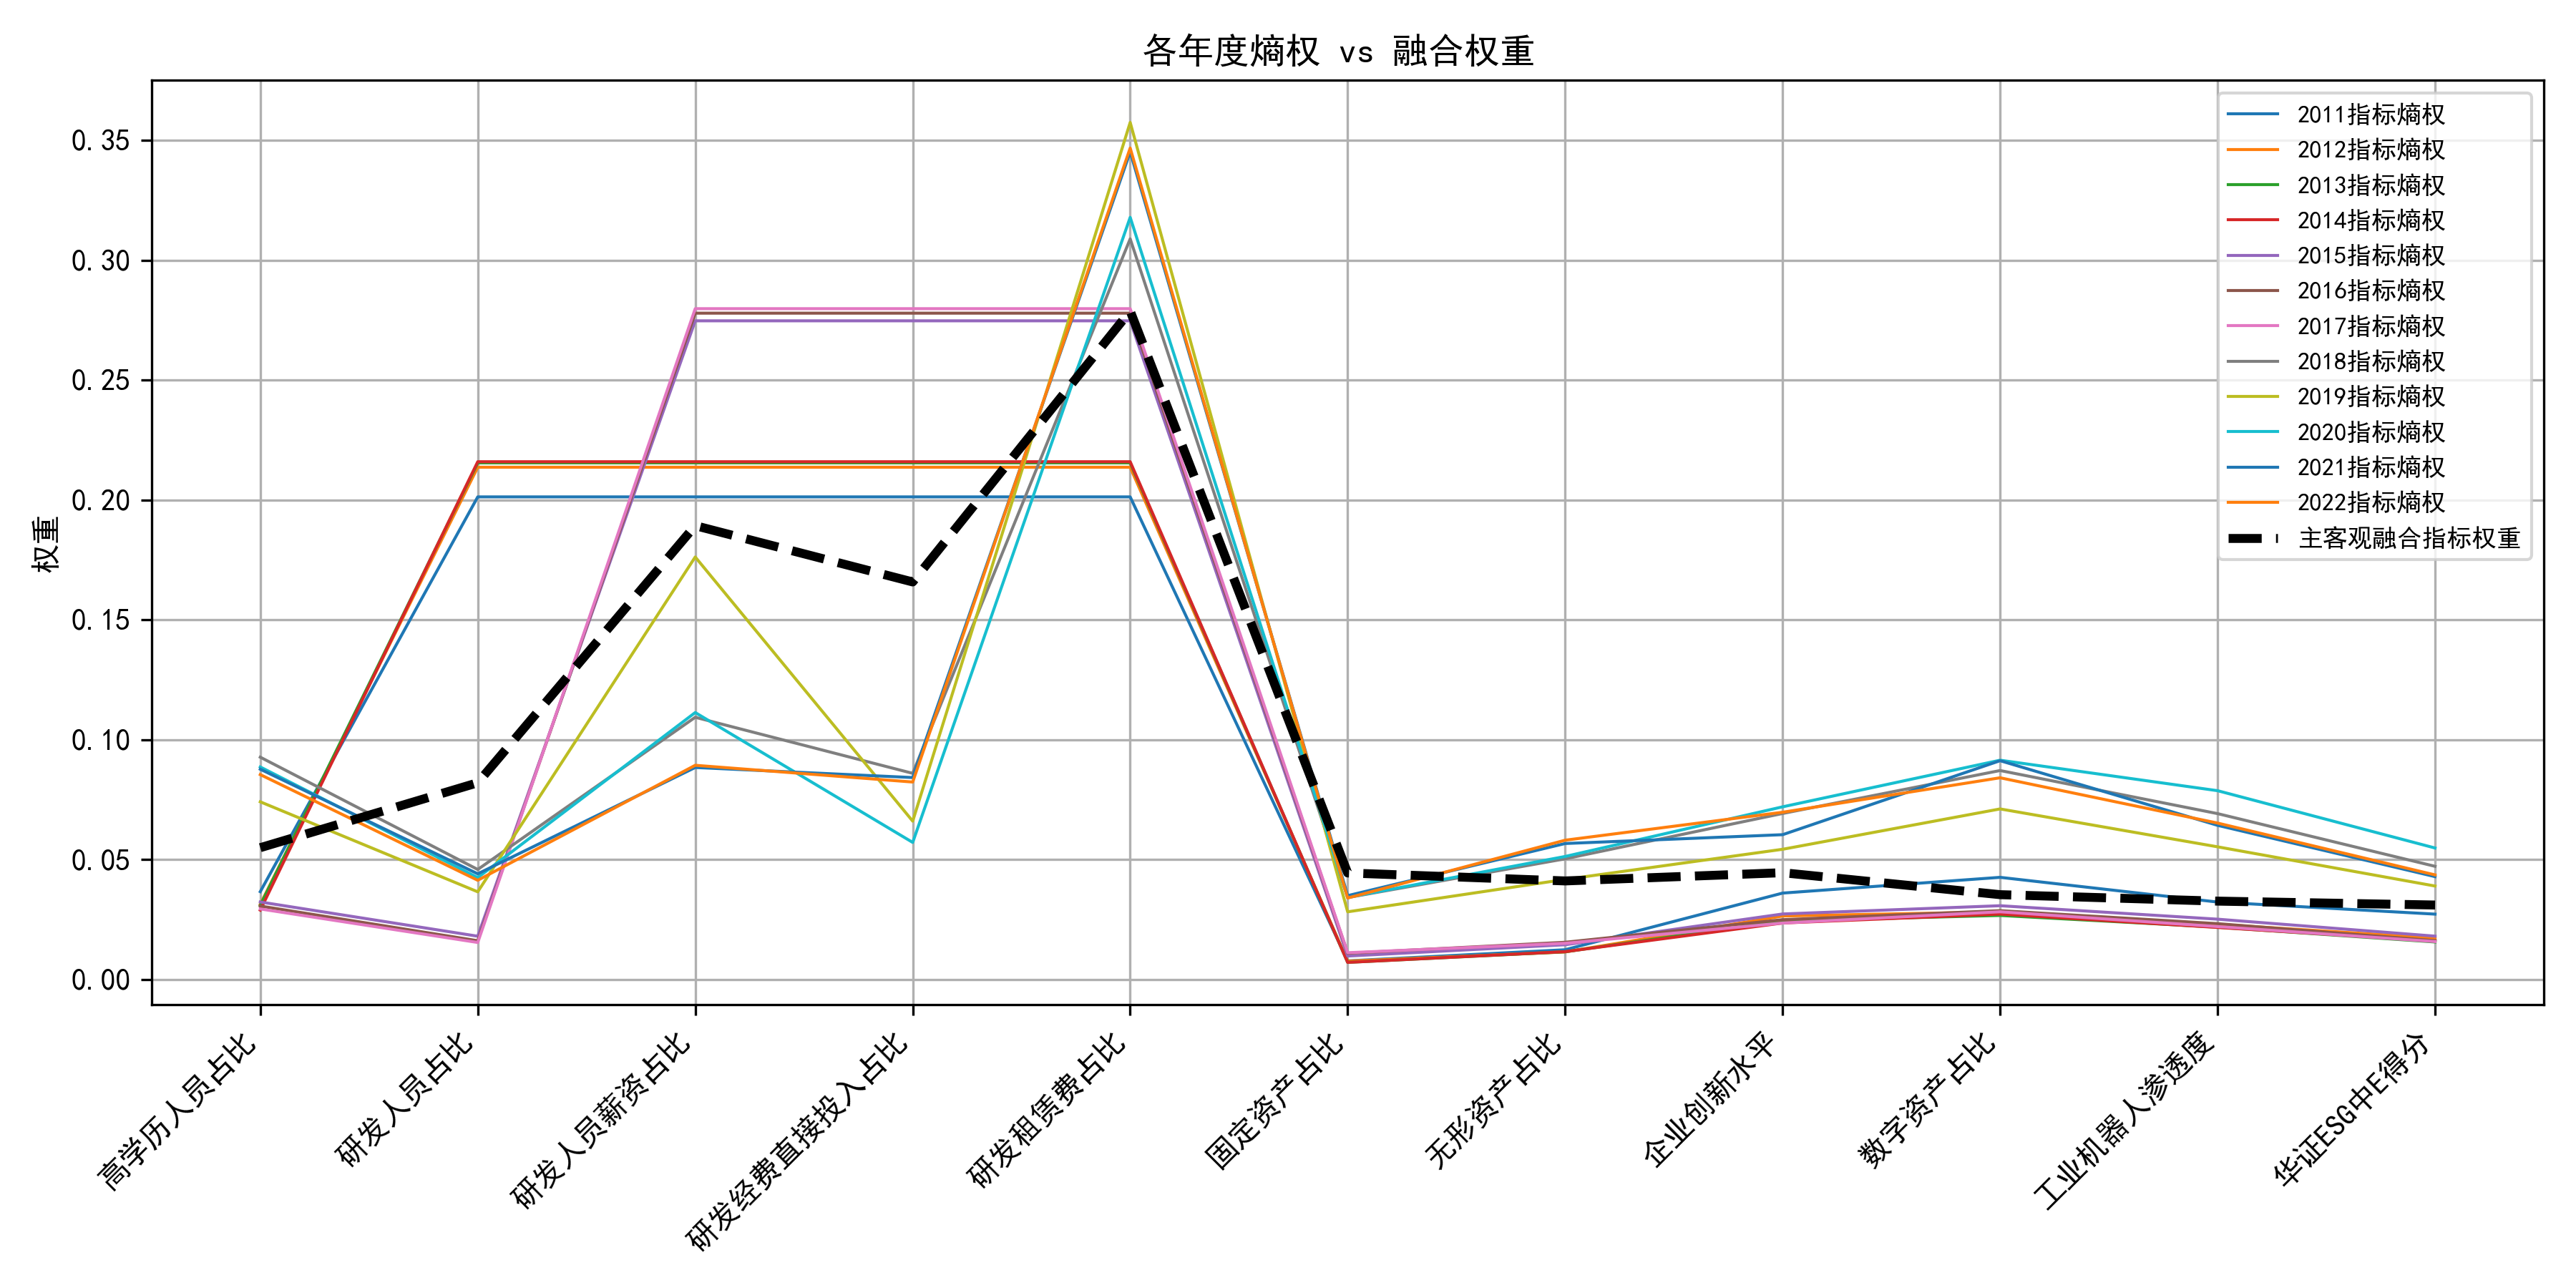 各年度熵权 vs 融合权重
权重
0.35
0.30
0.25
0.20
0.15
0.10
0.05
0.00
2011指标熵权
2012指标熵权
2013指标熵权
2014指标熵权
2015指标熵权
2016指标熵权
2017指标熵权
2018指标熵权
2019指标熵权
2020指标熵权
2021指标熵权
2022指标熵权
主客观融合指标权重
高学历人员占比
研发人员占比
研发人员薪资占比
研发经费直接投入占比
研发租赁费占比
固定资产占比
无形资产占比
企业创新水平
数字资产占比
工业机器人渗透度
华证ESG中E得分